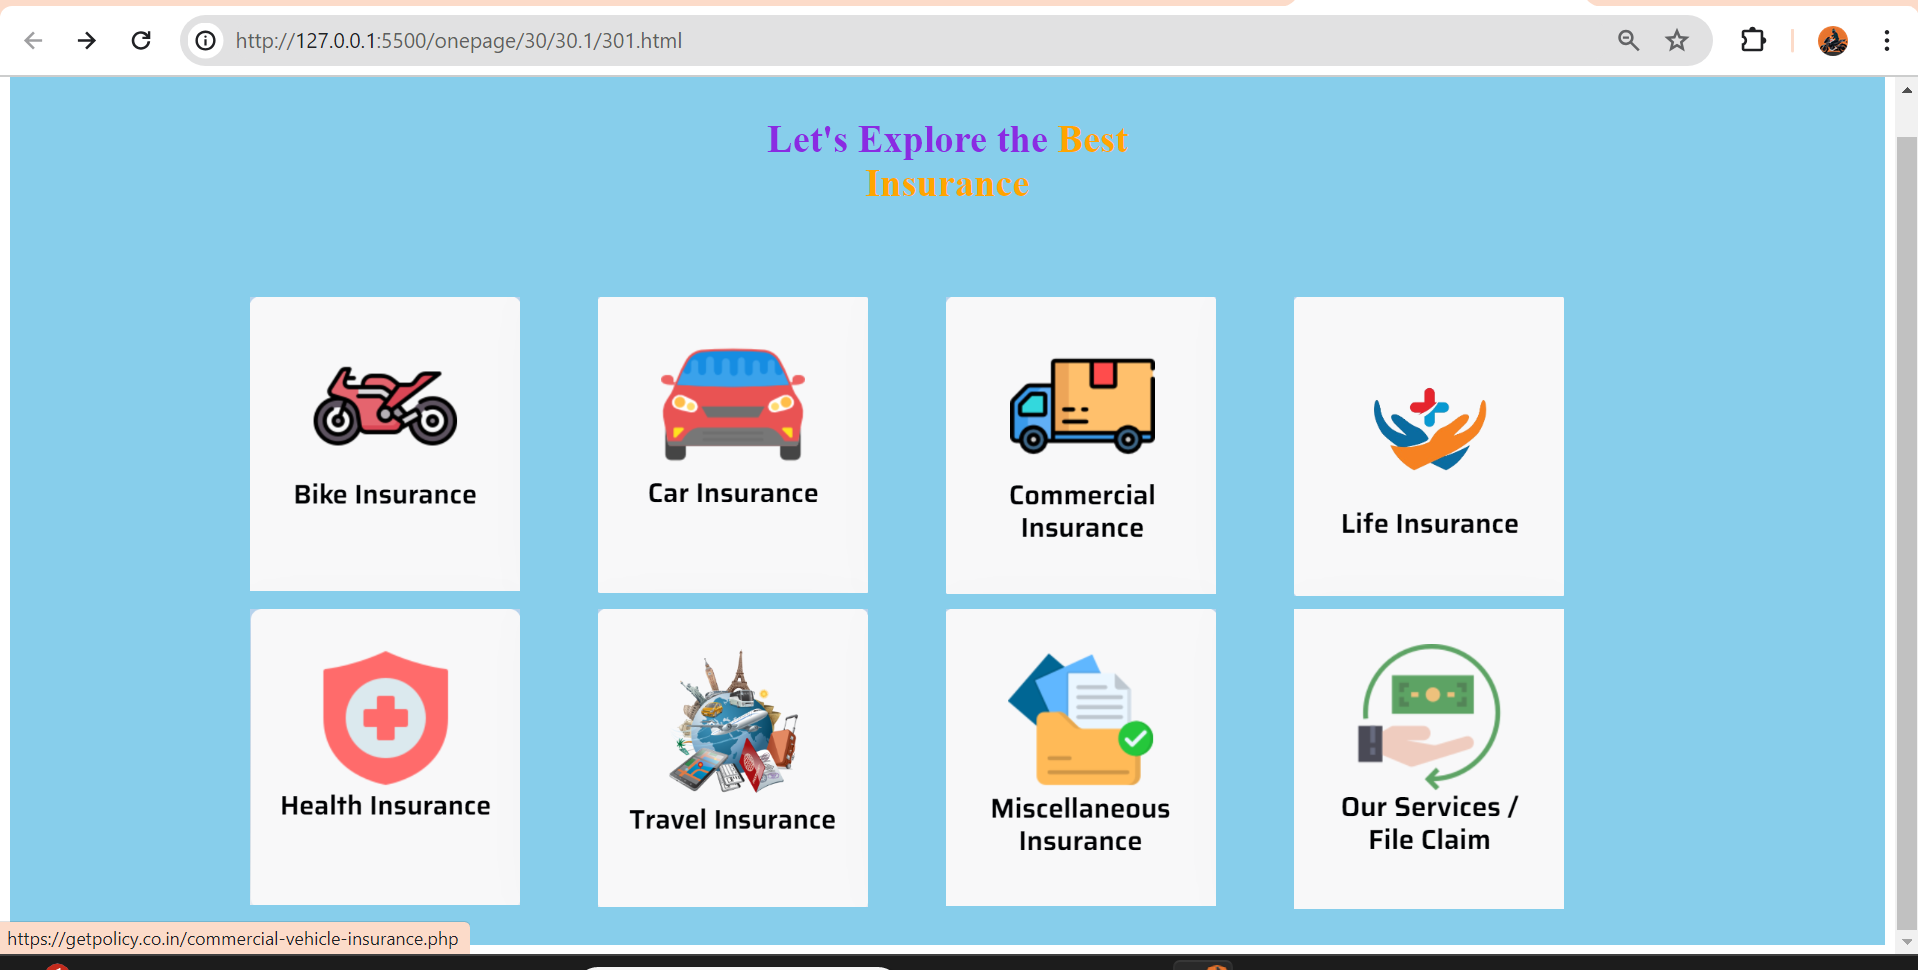 http://127.0.0.1:5500/onepage/30/30.1/301.html
Let's Explore the Best
Insurance
Bike Insurance
Car Insurance
Commercial
Insurance
Life Insurance
Health Insurance
Travel Insurance
Miscellaneous
Insurance
Our Services /
File Claim
https://getpolicy.co.in/commercial-vehicle-insurance.php